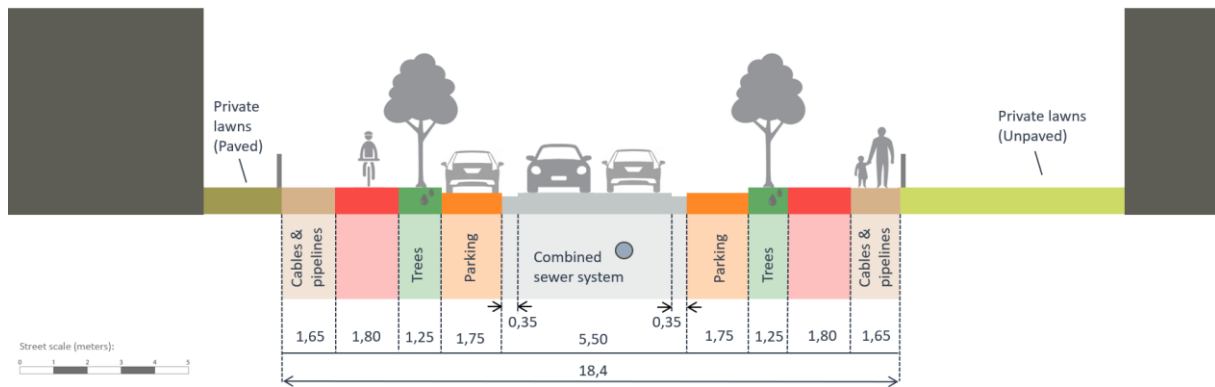 Private
lawns
(Paved)
Private lawns
(Unpaved)
Cables &
pipelines
Trees
Parking
Combined
sewer system
Parking
Trees
Cables &
pipelines
0,35
0,35
1,65
1,80
1,25
1,75
5,50
1,75
1,25
1,80
1,65
18,4
Street scale (meters):
0 1 2 3 4 5